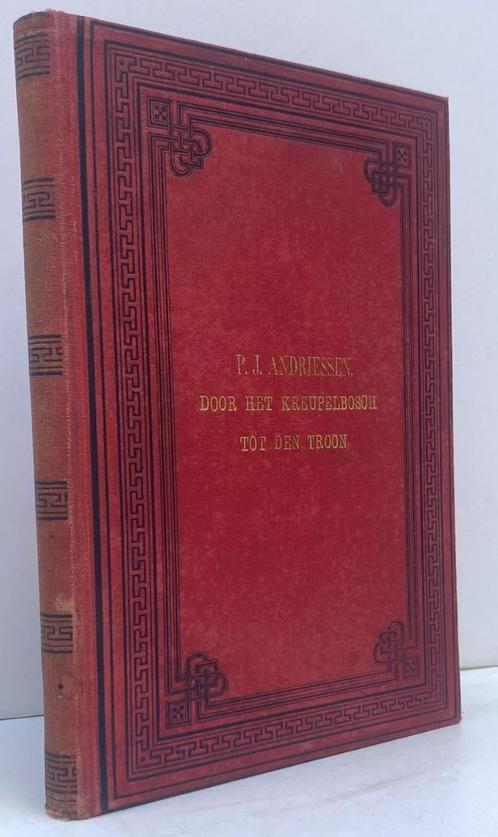 P. J. ANDRIESSEN.
DOOR HET KREUPELBOSCH
TOT DEN TROON